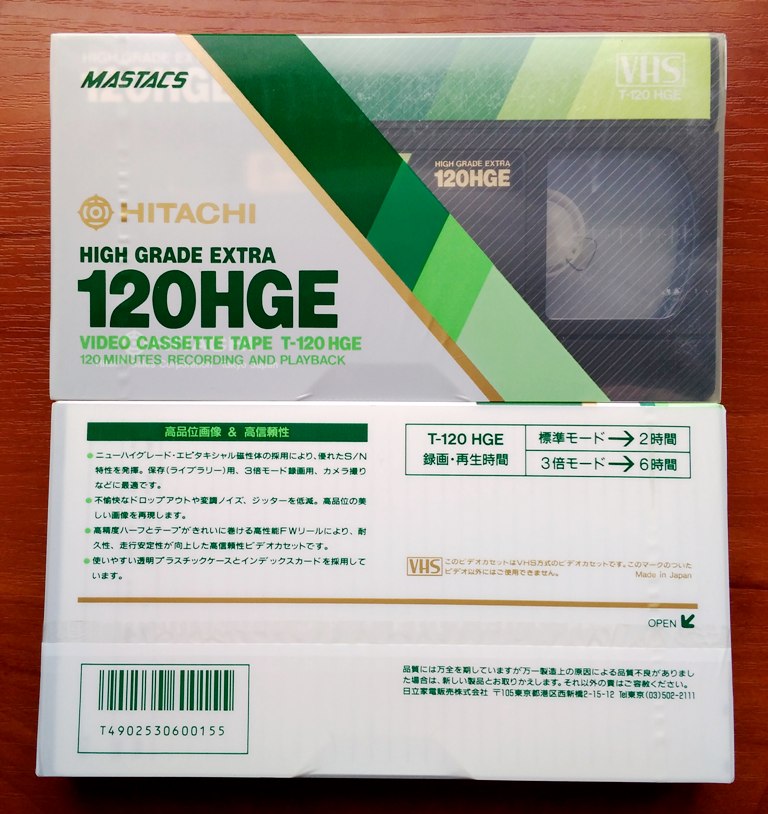 MASTACS
VHS
T-120 HGE
HIGH GRADE EXTRA
120HGE
HITACHI
HIGH GRADE EXTRA
120HGE
VIDEO CASSETTE TAPE T-120 HGE
120 MINUTES RECORDING AND PLAYBACK
高品位画像 & 高信頼性
●ニューハイグレード・エピタキシャル磁性体の採用により、優れたS/N
特性を発揮。保存(ライブラリー)用、3倍モード録画用、カメラ撮り
などに最適です。
●不愉快なドロップアウトや変調ノイズ、ジッターを低減。高品位の美
しい画像を再現します。
●高精度ハーフとテープがきれいに巻ける高性能FWリールにより、耐
久性、走行安定性が向上した高信頼性ビデオカセットです。
●使いやすい透明プラスチックケースとインデックスカードを採用して
います。
T-120 HGE
録画・再生時間
標準モード→2時間
3倍モード→6時間
VHS
このビデオカセットはVHS方式のビデオカセットです。このマークのついた
ビデオ以外にはご使用できません。
Made in Japan
OPEN
T4902530600155
品質には万全を期していますが万一製造上の原因による品質不良がありまし
た場合は、新しい製品とお取りかえします。それ以外の責はご容赦ください。
日立家電販売株式会社 〒105東京都港区西新橋2-15-12 Tel東京(03)502-2111